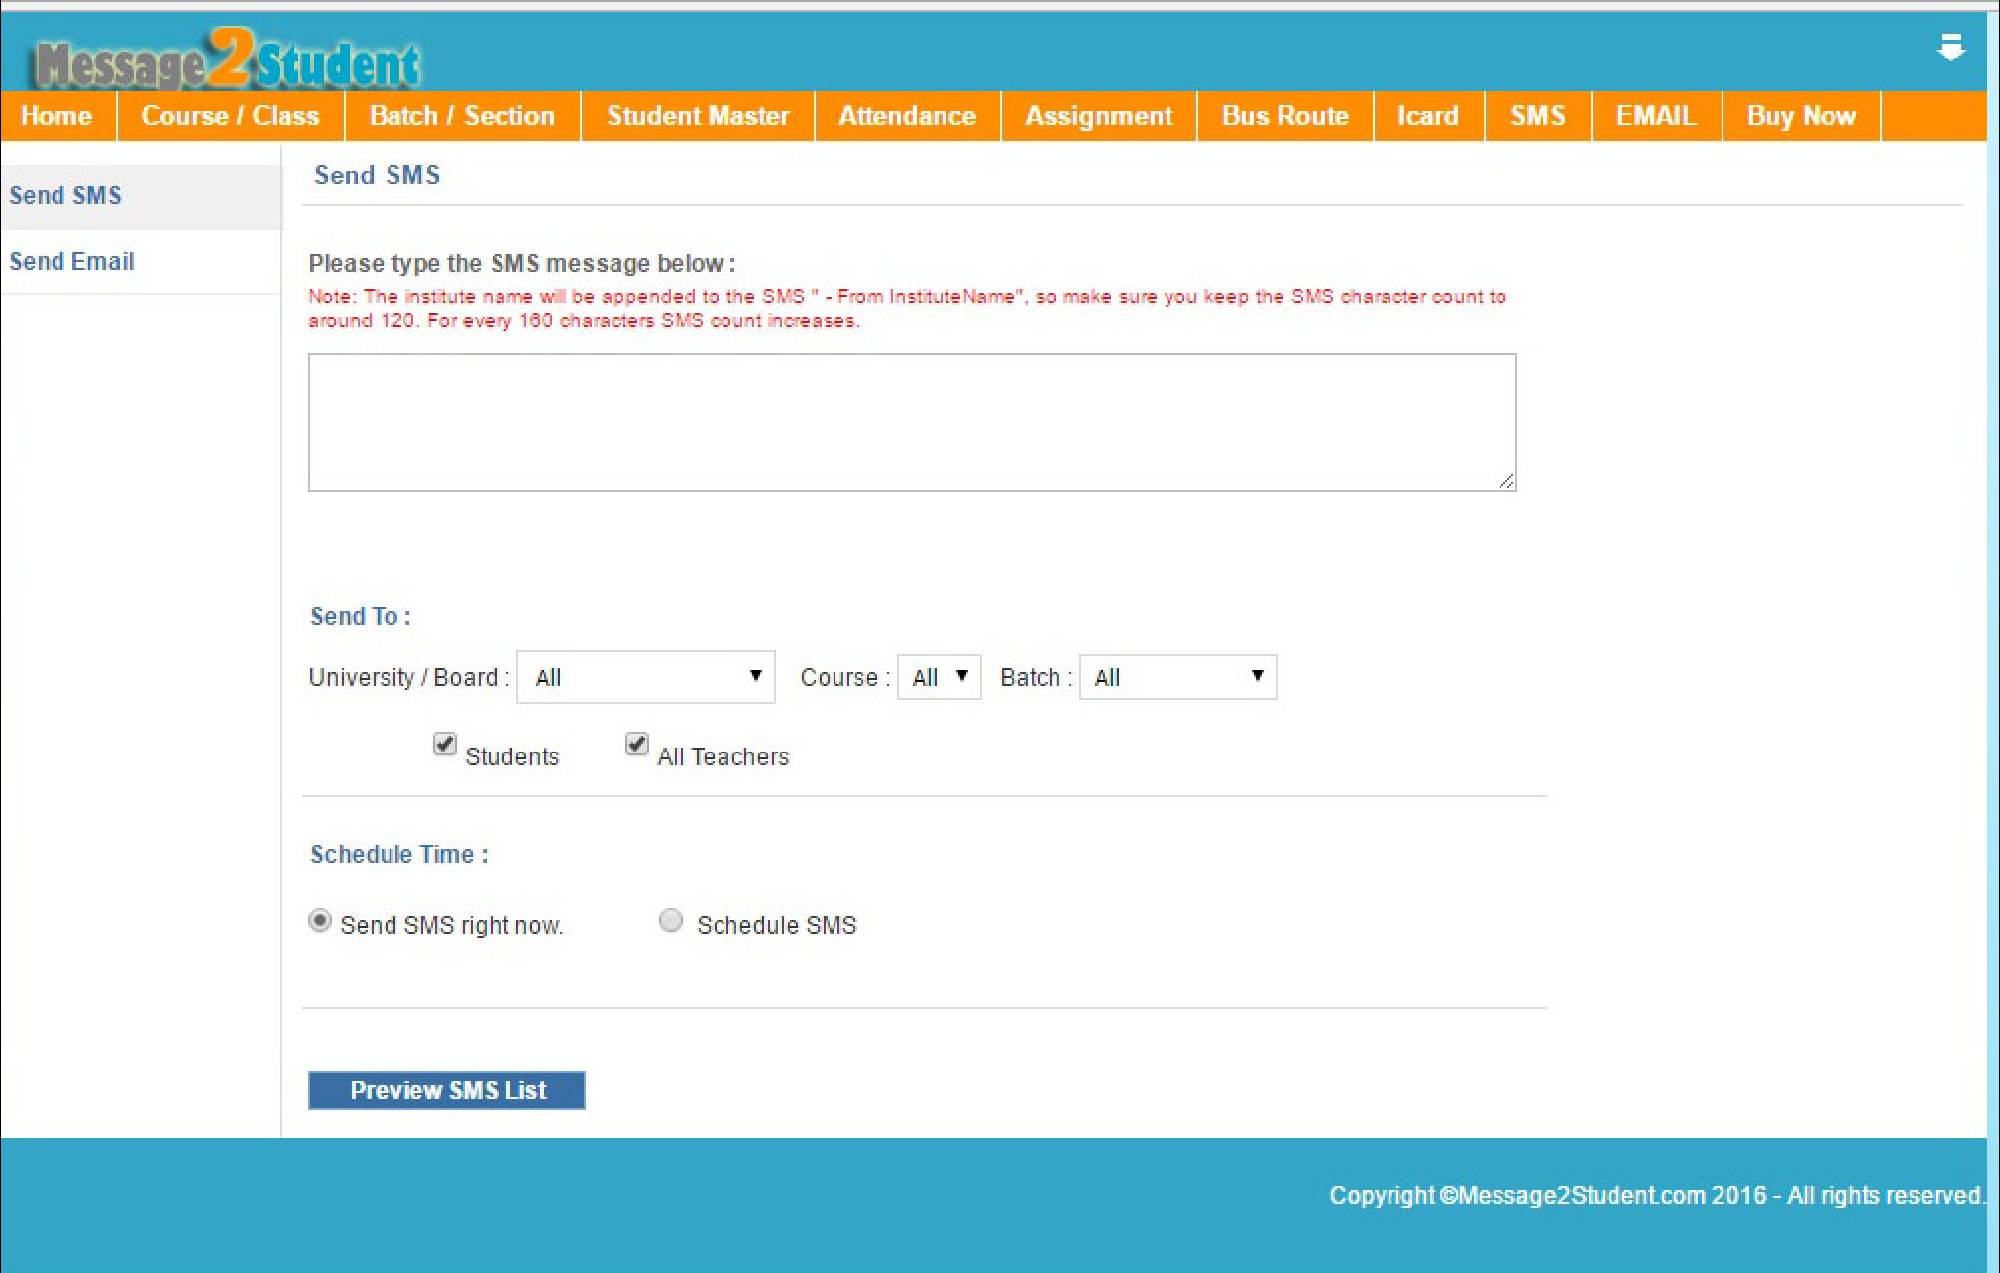 Message2Student
Home Course / Class Batch / Section Student Master Attendance Assignment Bus Route Icard SMS EMAIL Buy Now
Send SMS
Send Email
Send SMS
Please type the SMS message below :
Note: The institute name will be appended to the SMS " - From InstituteName", so make sure you keep the SMS character count to
around 120. For every 160 characters SMS count increases.
Send To :
University / Board : All Course : All Batch : All
Students All Teachers
Schedule Time :
Send SMS right now. Schedule SMS
Preview SMS List
Copyright ©Message2Student.com 2016 - All rights reserved.